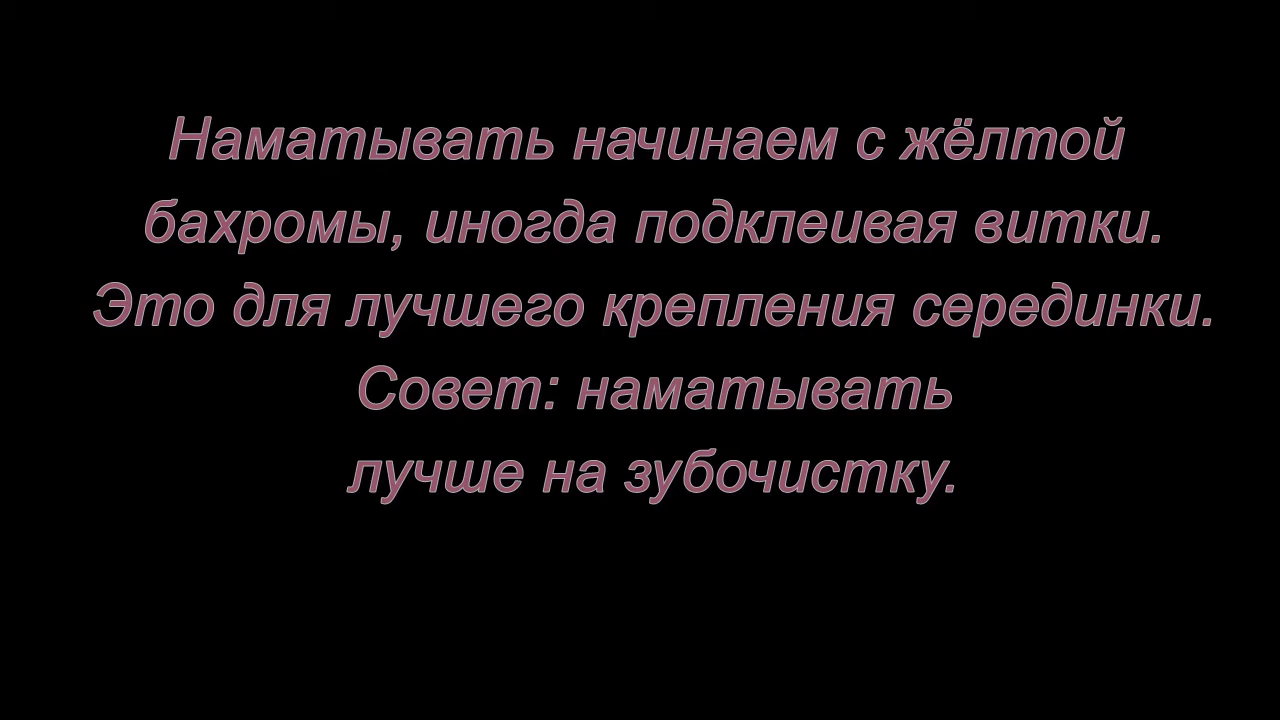 Наматывать начинаем с жёлтой
бахромы, иногда подклеивая витки.
Это для лучшего крепления серединки.
Совет: наматывать
лучше на зубочистку.